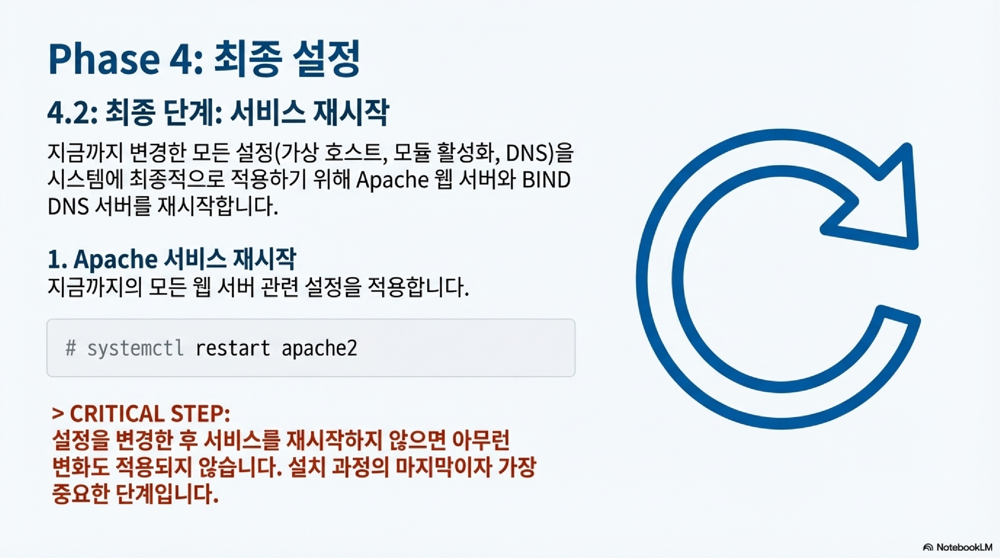 Phase 4: 최종 설정
4.2: 최종 단계: 서비스 재시작
지금까지 변경한 모든 설정(가상 호스트, 모듈 활성화, DNS)을
시스템에 최종적으로 적용하기 위해 Apache 웹 서버와 BIND
DNS 서버를 재시작합니다.
1. Apache 서비스 재시작
지금까지의 모든 웹 서버 관련 설정을 적용합니다.
# systemctl restart apache2
> CRITICAL STEP:
설정을 변경한 후 서비스를 재시작하지 않으면 아무런
변화도 적용되지 않습니다. 설치 과정의 마지막이자 가장
중요한 단계입니다.
NotebookLM